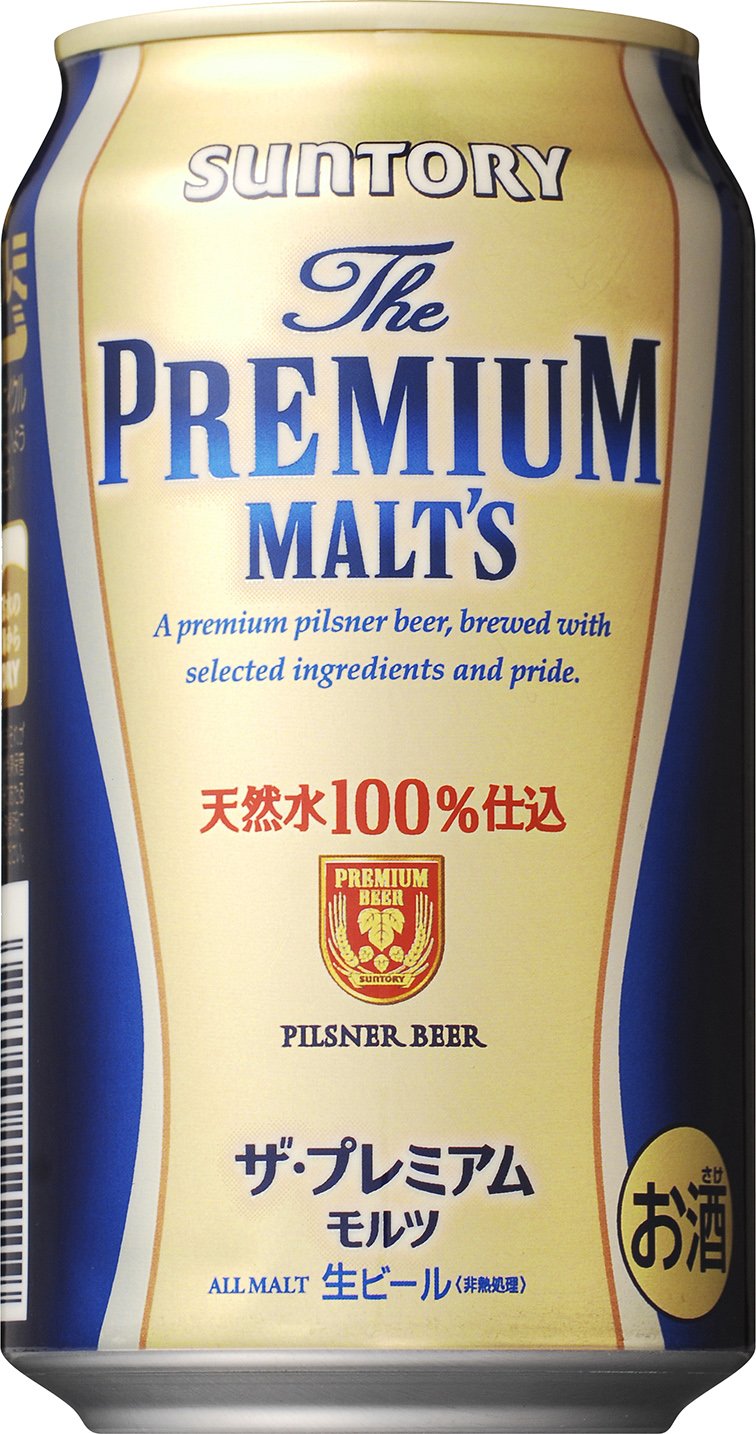 SUNTORY
The
PREMIUM
MALT'S
A premium pilsner beer, brewed with
selected ingredients and pride.
天然水100%仕込
PREMIUM
BEER
SUNTORY
PILSNER BEER
ザ・プレミアム
モルツ
ALL MALT 生ビール〈非熱処理〉
さけ
お酒